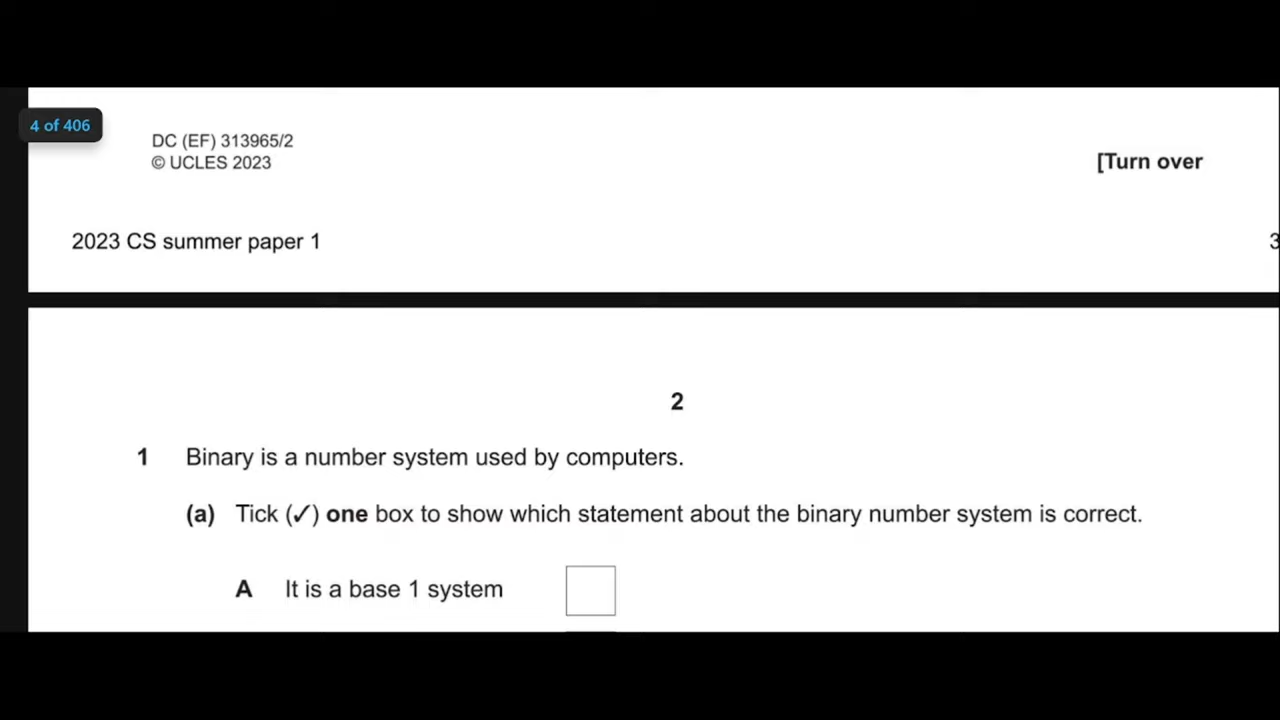 4 of 406
DC (EF) 313965/2
© UCLES 2023
[Turn over
2023 CS summer paper 1
3
2
1 Binary is a number system used by computers.
(a) Tick (✓) one box to show which statement about the binary number system is correct.
A It is a base 1 system